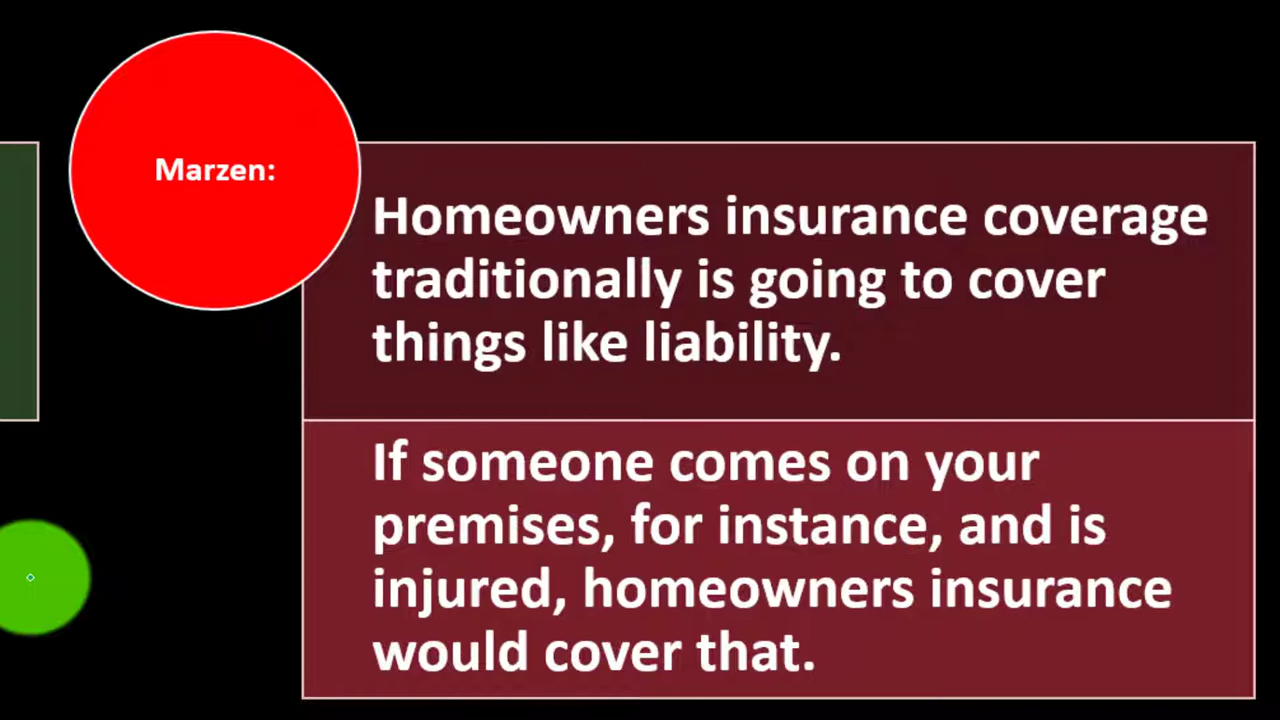 Marzen:
Homeowners insurance coverage
traditionally is going to cover
things like liability.
If someone comes on your
premises, for instance, and is
injured, homeowners insurance
would cover that.